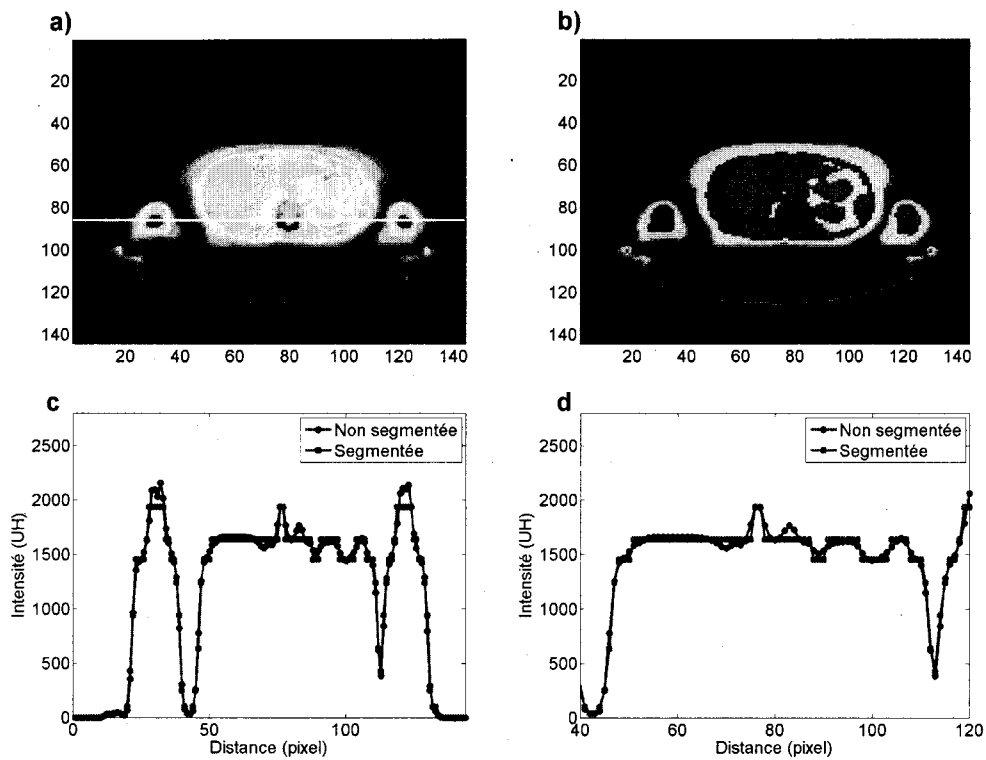 a)
b)
20
40
60
80
100
120
140
20 40 60 80 100 120 140
20
40
60
80
100
120
140
20 40 60 80 100 120 140
c
d
Non segmentée
Segmentée
Intensité (UH)
2500
2000
1500
1000
500
0
0 50 100
Distance (pixel)
Non segmentée
Segmentée
Intensité (UH)
2500
2000
1500
1000
500
0
40 60 80 100 120
Distance (pixel)